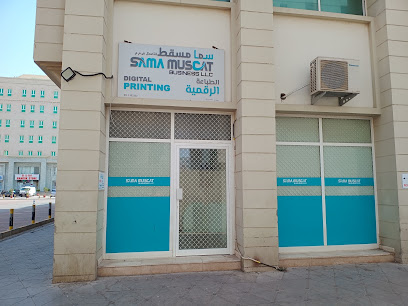 سما مسقط
SAMA MUSCAT
BUSINESS LLC
DIGITAL
PRINTING
الطباعة
الرقمية
SAMA MUSCAT
SAMA MUSCAT